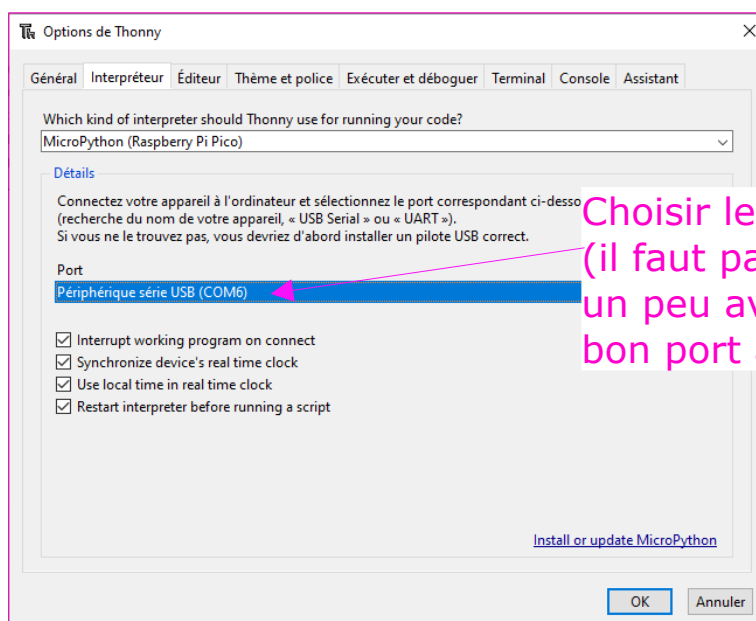 Options de Thonny
Général Interpréteur Éditeur Thème et police Exécuter et déboguer Terminal Console Assistant
Which kind of interpreter should Thonny use for running your code?
MicroPython (Raspberry Pi Pico)
Détails
Connectez votre appareil à l'ordinateur et sélectionnez le port correspondant ci-desso
(recherche du nom de votre appareil, « USB Serial » ou « UART »).
Si vous ne le trouvez pas, vous devriez d'abord installer un pilote USB correct.
Choisir le
(il faut pa
un peu av
bon port
Port
Périphérique série USB (COM6)
Interrupt working program on connect
Synchronize device's real time clock
Use local time in real time clock
Restart interpreter before running a script
Install or update MicroPython
OK Annuler